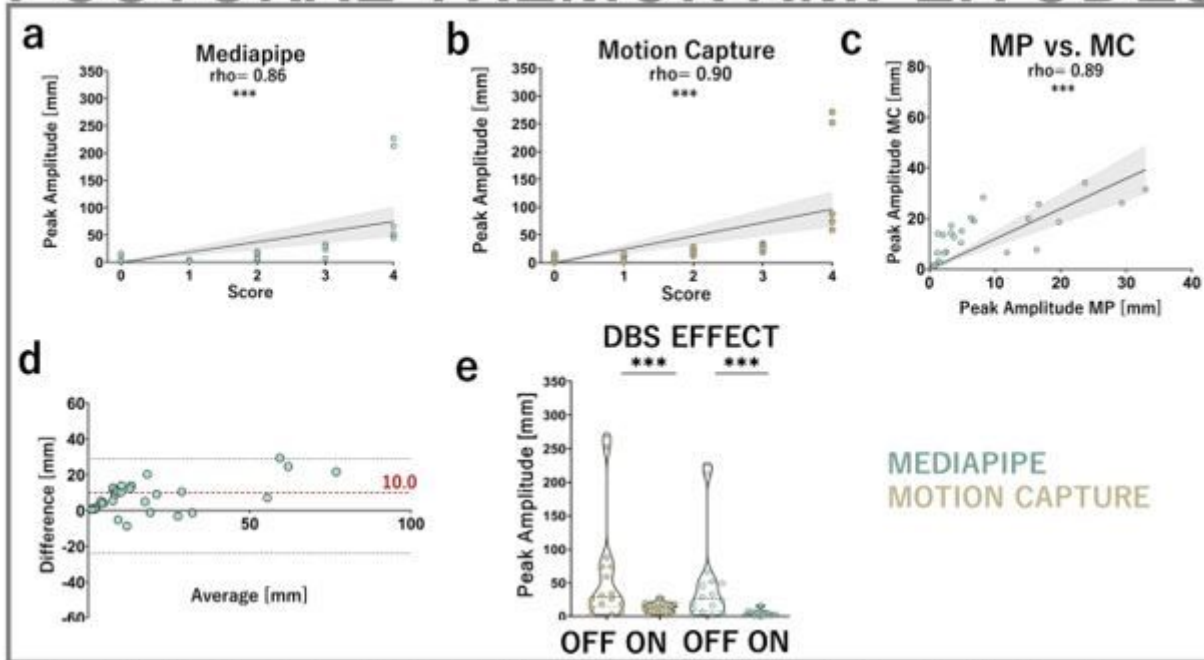 POSTURAL TREMOR AMPLITUDES
a
Mediapipe
rho= 0.86
***
Peak Amplitude [mm]
350
300
250
200
150
100
50
0
0 1 2 3 4
Score
b
Motion Capture
rho= 0.90
***
Peak Amplitude [mm]
350
300
250
200
150
100
50
0
0 1 2 3 4
Score
c
MP vs. MC
rho= 0.89
***
Peak Amplitude MC [mm]
80
60
40
20
0
0 10 20 30 40
Peak Amplitude MP [mm]
d
Difference [mm]
60
40
20
0
-20
-40
-60
10.0
50 100
Average [mm]
DBS EFFECT
e
*** ***
Peak Amplitude [mm]
350
300
250
200
150
100
50
0
OFF ON OFF ON
MEDIAPIPE
MOTION CAPTURE